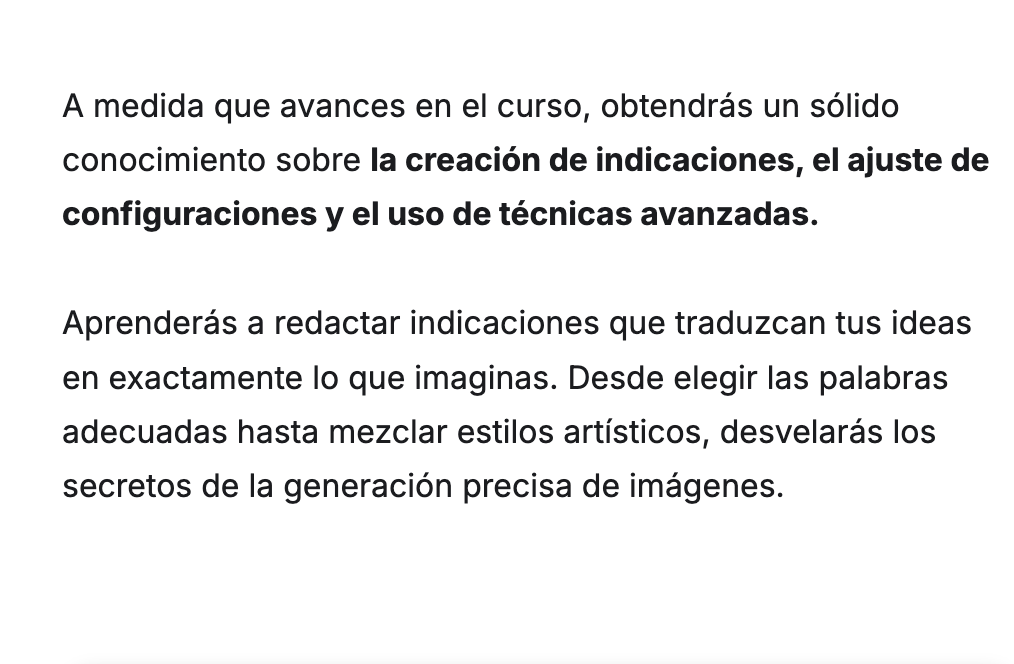 A medida que avances en el curso, obtendrás un sólido
conocimiento sobre la creación de indicaciones, el ajuste de
configuraciones y el uso de técnicas avanzadas.
Aprenderás a redactar indicaciones que traduzcan tus ideas
en exactamente lo que imaginas. Desde elegir las palabras
adecuadas hasta mezclar estilos artísticos, desvelarás los
secretos de la generación precisa de imágenes.